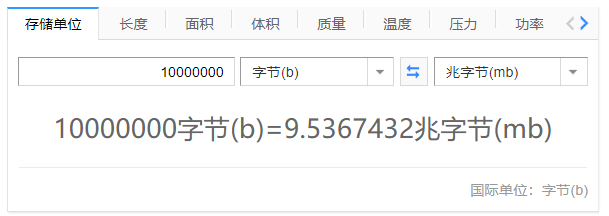 存储单位 长度 面积 体积 质量 温度 压力 功率
10000000 字节(b) 兆字节(mb)
10000000字节(b)=9.5367432兆字节(mb)
国际单位：字节(b)